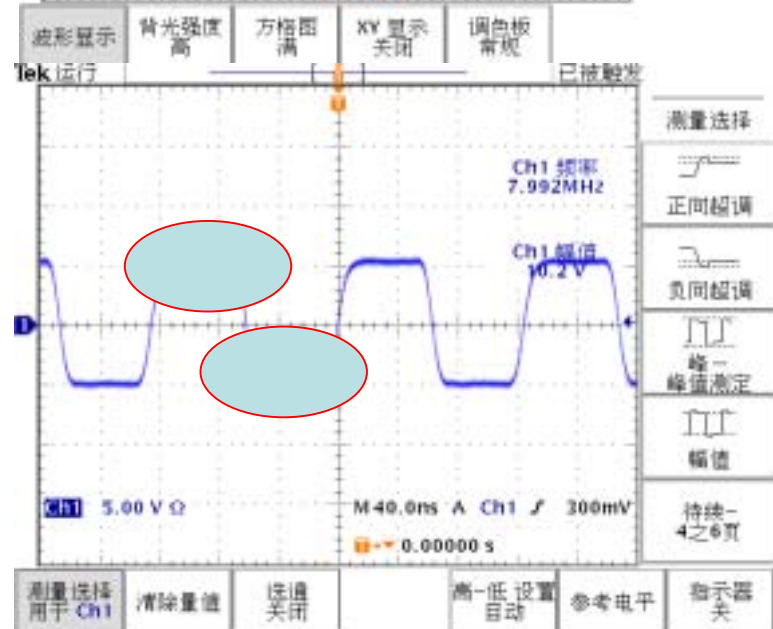 波形显示
背光强度
高
方格图
满
XY 显示
关闭
调色板
常规
Tek 运行
已被触发
测量选择
Ch1 频率
7.992MHz
正向超调
Ch1 幅值
10.2 V
负向超调
1
峰-
峰值测定
幅值
Ch1 5.00 V Ω
M 40.0ns A Ch1 ƒ 300mV
待续-
4之6页
0.00000 s
测量选择
用于 Ch1
清除量值
选通
关闭
高-低 设置
自动
参考电平
指示器
关